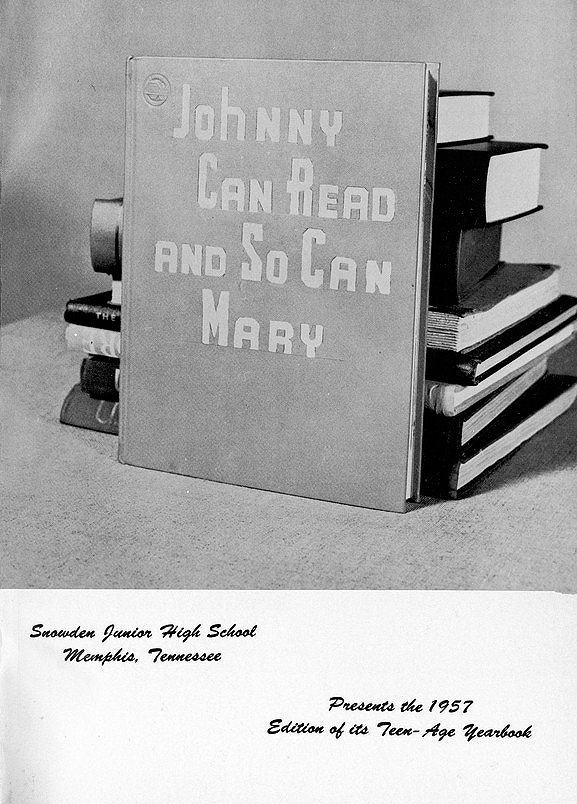 Johnny
Can Read
and So Can
Mary
THE
Snowden Junior High School
Memphis, Tennessee
Presents the 1957
Edition of its Teen-Age Yearbook